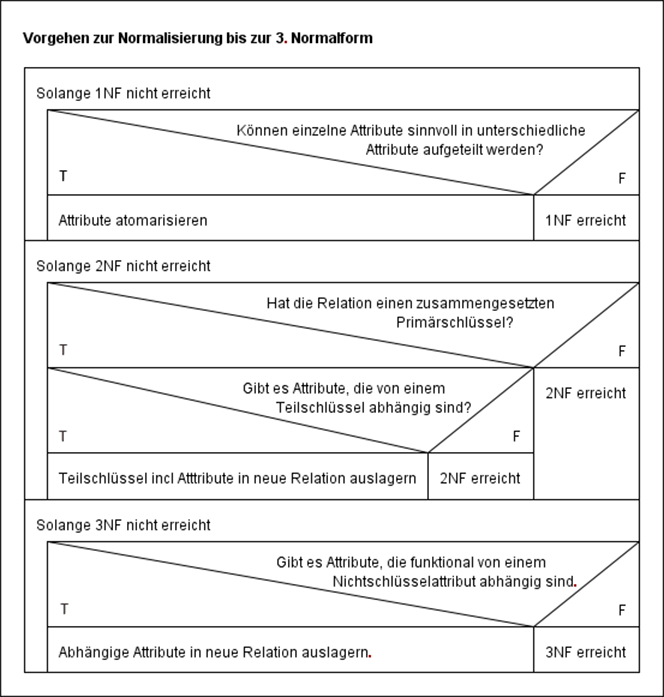 Vorgehen zur Normalisierung bis zur 3. Normalform
Solange 1NF nicht erreicht
Können einzelne Attribute sinnvoll in unterschiedliche
Attribute aufgeteilt werden?
T
F
Attribute atomarisieren
1NF erreicht
Solange 2NF nicht erreicht
Hat die Relation einen zusammengesetzten
Primärschlüssel?
T
F
Gibt es Attribute, die von einem
Teilschlüssel abhängig sind?
2NF erreicht
T
F
Teilschlüssel incl Atttribute in neue Relation auslagern
2NF erreicht
Solange 3NF nicht erreicht
Gibt es Attribute, die funktional von einem
Nichtschlüsselattribut abhängig sind.
T
F
Abhängige Attribute in neue Relation auslagern.
3NF erreicht